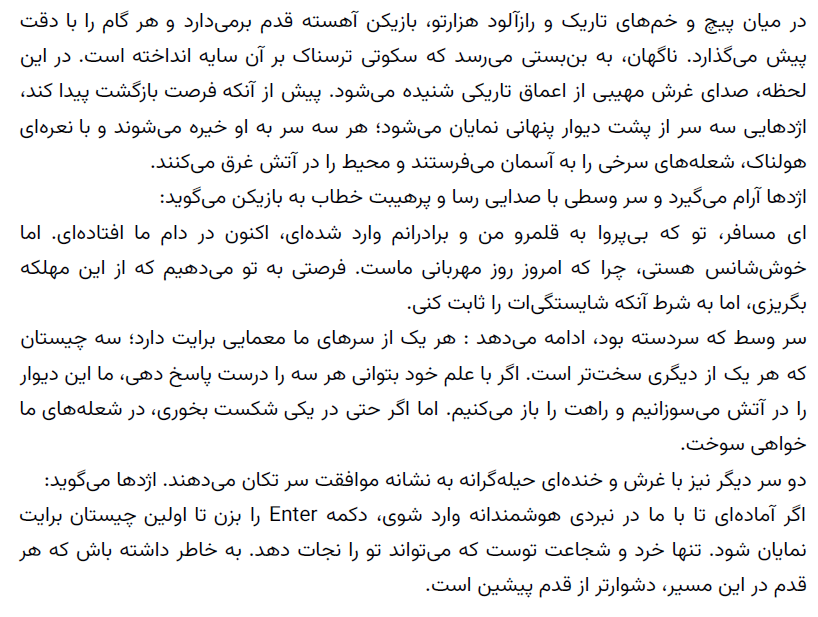 در میان پیچ و خم‌های تاریک و رازآلود هزارتو، بازیکن آهسته قدم برمی‌دارد و هر گام را با دقت
پیش می‌گذارد. ناگهان، به بن‌بستی می‌رسد که سکوتی ترسناک بر آن سایه انداخته است. در این
لحظه، صدای غرش مهیبی از اعماق تاریکی شنیده می‌شود. پیش از آنکه فرصت بازگشت پیدا کند،
اژدهایی سه سر از پشت دیوار پنهانی نمایان می‌شود؛ هر سه سر به او خیره می‌شوند و با نعره‌ای
هولناک، شعله‌های سرخی را به آسمان می‌فرستند و محیط را در آتش غرق می‌کنند.
اژدها آرام می‌گیرد و سر وسطی با صدایی رسا و پرهیبت خطاب به بازیکن می‌گوید:
ای مسافر، تو که بی‌پروا به قلمرو من و برادرانم وارد شده‌ای، اکنون در دام ما افتاده‌ای. اما
خوش‌شانس هستی، چرا که امروز روز مهربانی ماست. فرصتی به تو می‌دهیم که از این مهلکه
بگریزی، اما به شرط آنکه شایستگی‌ات را ثابت کنی.
سر وسط که سردسته بود، ادامه می‌دهد : هر یک از سرهای ما معمایی برایت دارد؛ سه چیستان
که هر یک از دیگری سخت‌تر است. اگر با علم خود بتوانی هر سه را درست پاسخ دهی، ما این دیوار
را در آتش می‌سوزانیم و راهت را باز می‌کنیم. اما اگر حتی در یکی شکست بخوری، در شعله‌های ما
خواهی سوخت.
دو سر دیگر نیز با غرش و خنده‌ای حیله‌گرانه به نشانه موافقت سر تکان می‌دهند. اژدها می‌گوید:
اگر آماده‌ای تا با ما در نبردی هوشمندانه وارد شوی، دکمه Enter را بزن تا اولین چیستان برایت
نمایان شود. تنها خرد و شجاعت توست که می‌تواند تو را نجات دهد. به خاطر داشته باش که هر
قدم در این مسیر، دشوارتر از قدم پیشین است.